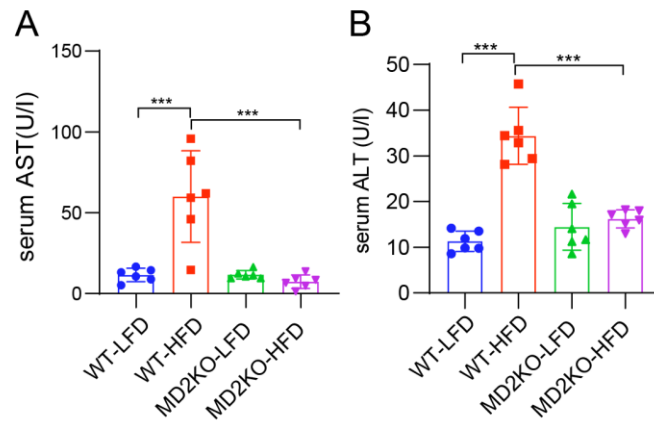 A
serum AST(U/I)
150
100
50
0
***
***
WT-LFD
WT-HFD
MD2KO-LFD
MD2KO-HFD
B
serum ALT (U/I)
50
40
30
20
10
0
***
***
WT-LFD
WT-HFD
MD2KO-LFD
MD2KO-HFD